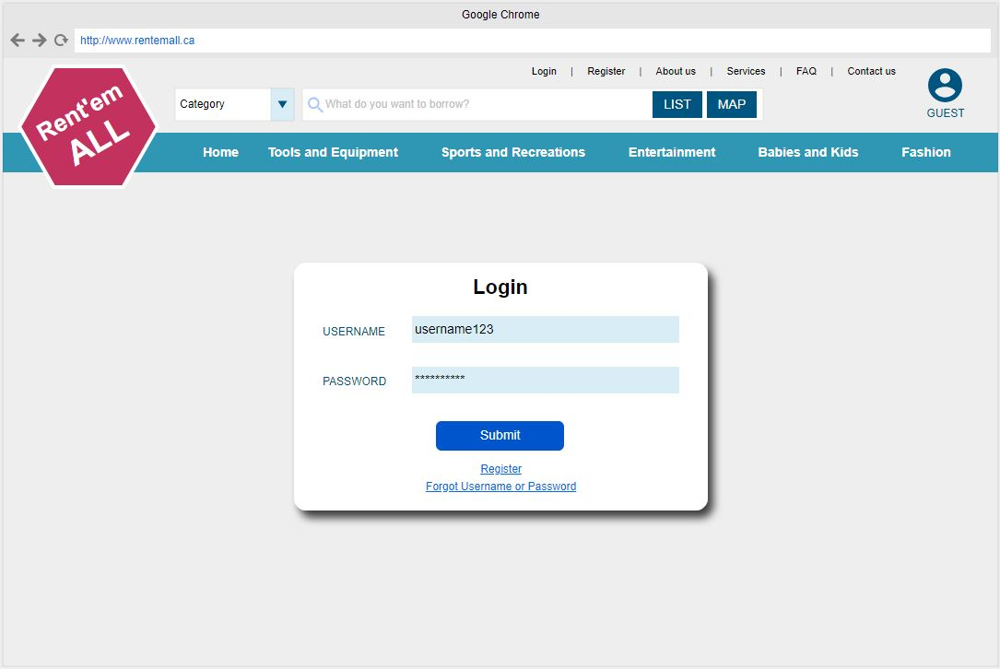 Google Chrome
http://www.rentemall.ca
Login | Register | About us | Services | FAQ | Contact us
Rent'em
ALL
Category
What do you want to borrow?
LIST
MAP
GUEST
Home Tools and Equipment Sports and Recreations Entertainment Babies and Kids Fashion
Login
USERNAME username123
PASSWORD **********
Submit
Register
Forgot Username or Password